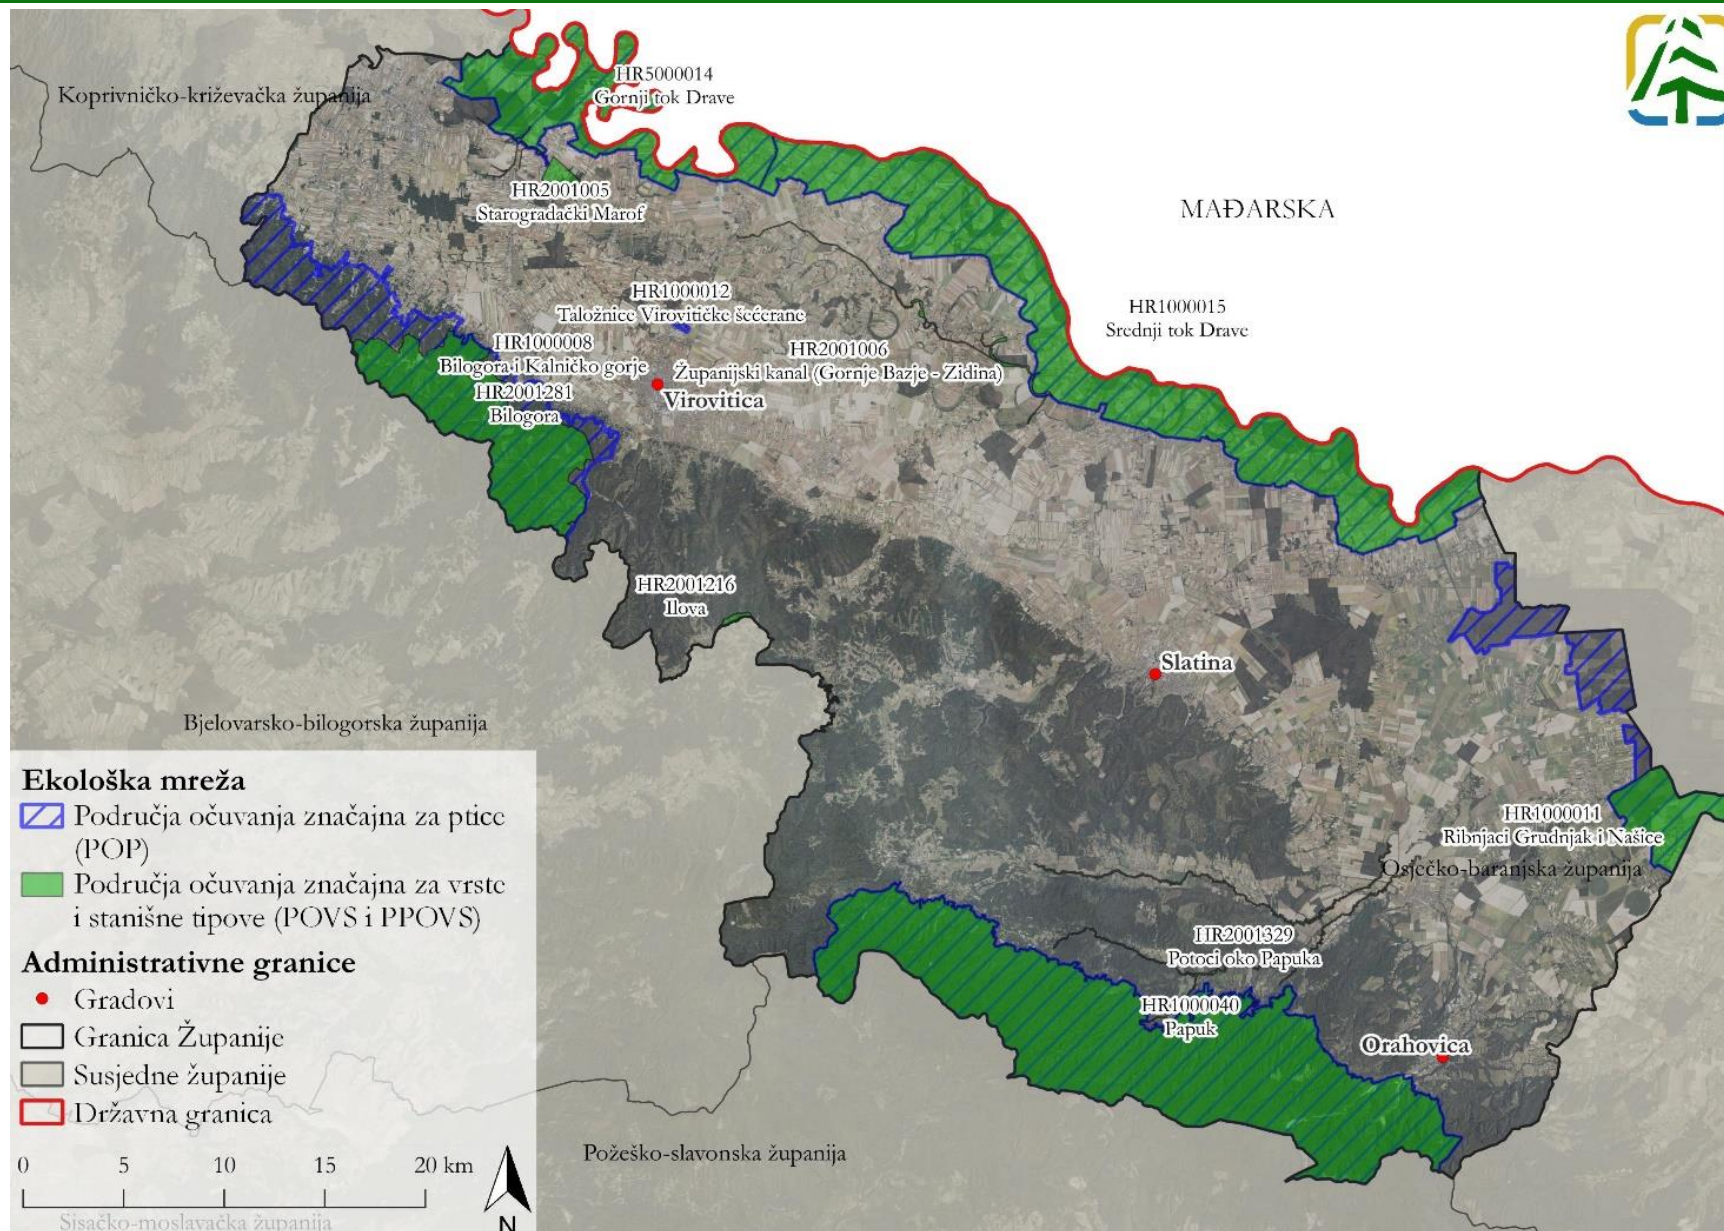 Koprivničko-križevačka županija
HR5000014
Gornji tok Drave
HR2001005
Starogradački Marof
MAĐARSKA
HR1000012
Taložnice Virovitičke šećerane
HR1000015
Srednji tok Drave
HR1000008
Bilogora i Kalničko gorje
HR2001006
Županijski kanal (Gornje Bazje - Zidina)
HR2001281
Bilogora
Virovitica
HR2001216
Ilova
Slatina
Bjelovarsko-bilogorska županija
HR1000011
Ribnjaci Grudnjak i Našice
Osječko-baranjska županija
HR2001329
Potoci oko Papuka
HR1000040
Papuk
Orahovica
Požeško-slavonska županija
Ekološka mreža
Područja očuvanja značajna za ptice
(POP)
Područja očuvanja značajna za vrste
i stanišne tipove (POVS i PPOVS)
Administrativne granice
Gradovi
Granica Županije
Susjedne županije
Državna granica
0 5 10 15 20 km
N
Sisačko-moslavačka županija